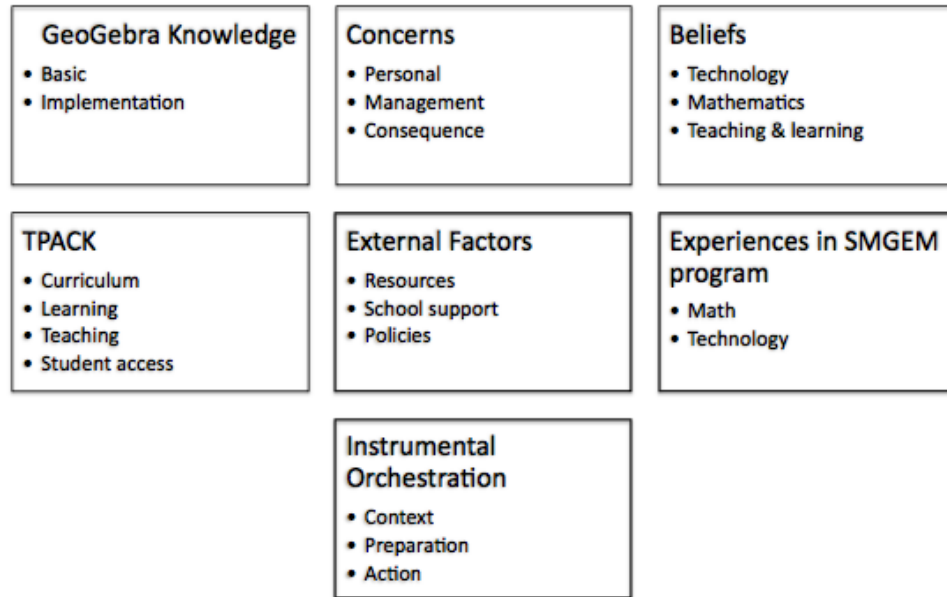 GeoGebra Knowledge
• Basic
• Implementation
Concerns
• Personal
• Management
• Consequence
Beliefs
• Technology
• Mathematics
• Teaching & learning
TPACK
• Curriculum
• Learning
• Teaching
• Student access
External Factors
• Resources
• School support
• Policies
Experiences in SMGEM
program
• Math
• Technology
Instrumental
Orchestration
• Context
• Preparation
• Action